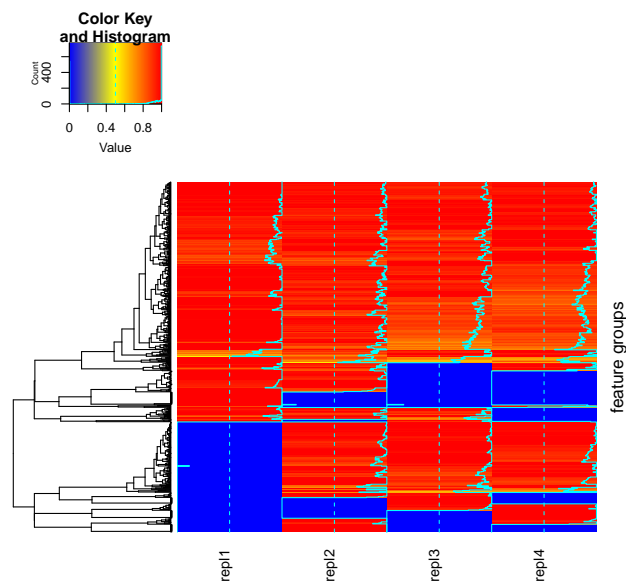 Color Key
and Histogram
Count
0 400
0 0.4 0.8
Value
feature groups
repl1 repl2 repl3 repl4